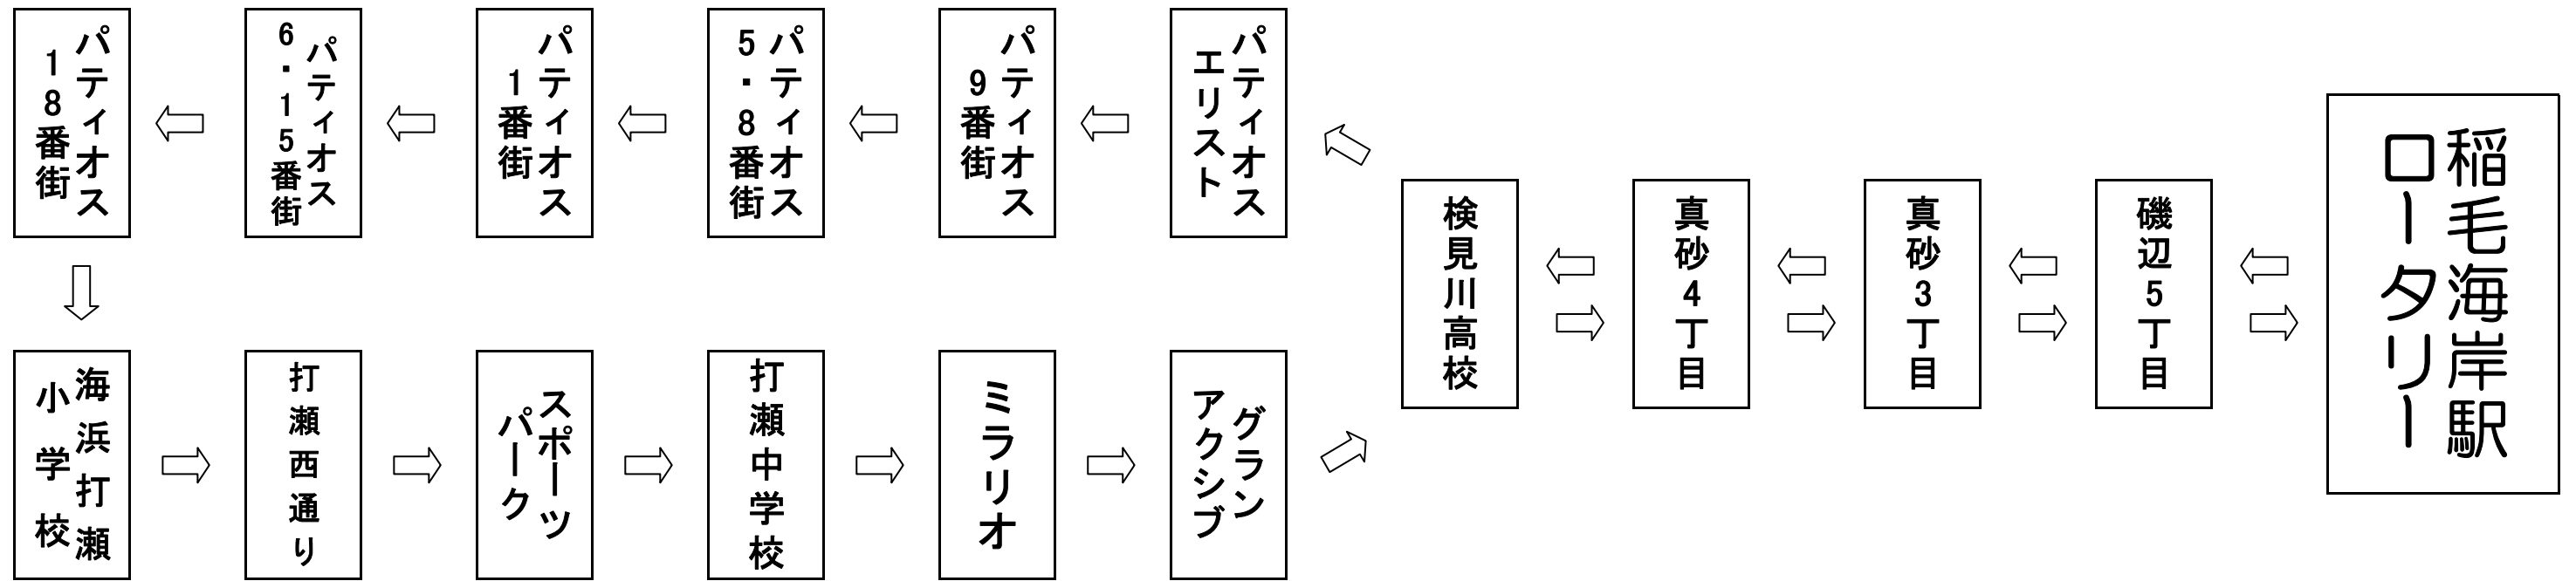 稲毛海岸駅
ロータリー
磯辺5丁目
真砂3丁目
真砂4丁目
検見川高校
パティオス
エリスト
パティオス
9番街
パティオス
5・8番街
パティオス
1番街
パティオス
6・15番街
パティオス
18番街
海浜打瀬
小学校
打瀬西通り
スポーツ
パーク
打瀬中学校
ミラリオ
グラン
アクシブ